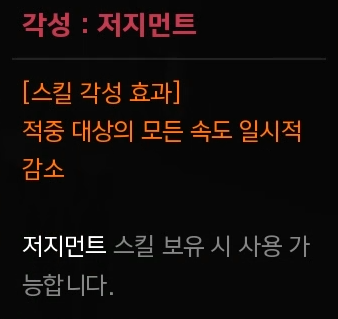 각성 : 저지먼트
[스킬 각성 효과]
적중 대상의 모든 속도 일시적
감소
저지먼트 스킬 보유 시 사용 가
능합니다.